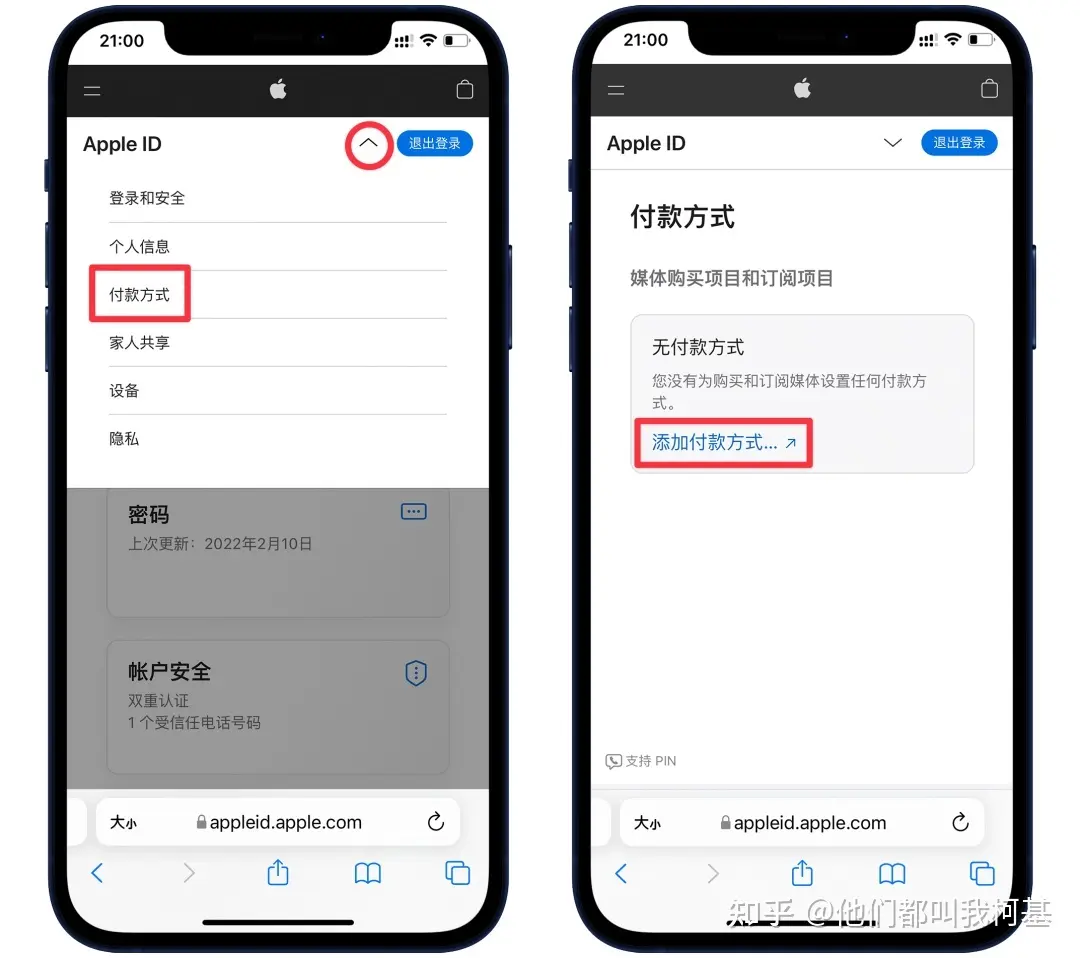 21:00
Apple ID
退出登录
登录和安全
个人信息
付款方式
家人共享
设备
隐私
密码
上次更新：2022年2月10日
帐户安全
双重认证
1 个受信任电话号码
大小
appleid.apple.com
21:00
Apple ID
退出登录
付款方式
媒体购买项目和订阅项目
无付款方式
您没有为购买和订阅媒体设置任何付款方
式。
添加付款方式... ↗
支持 PIN
大小
appleid.apple.com
知乎 @他们都叫我柯基